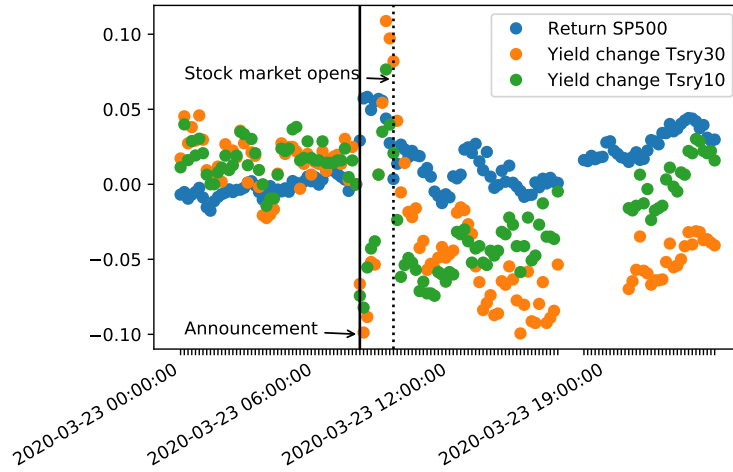 0.10
0.05
0.00
−0.05
−0.10
Return SP500
Yield change Tsry30
Yield change Tsry10
Stock market opens
Announcement
2020-03-23 00:00:00
2020-03-23 06:00:00
2020-03-23 12:00:00
2020-03-23 19:00:00